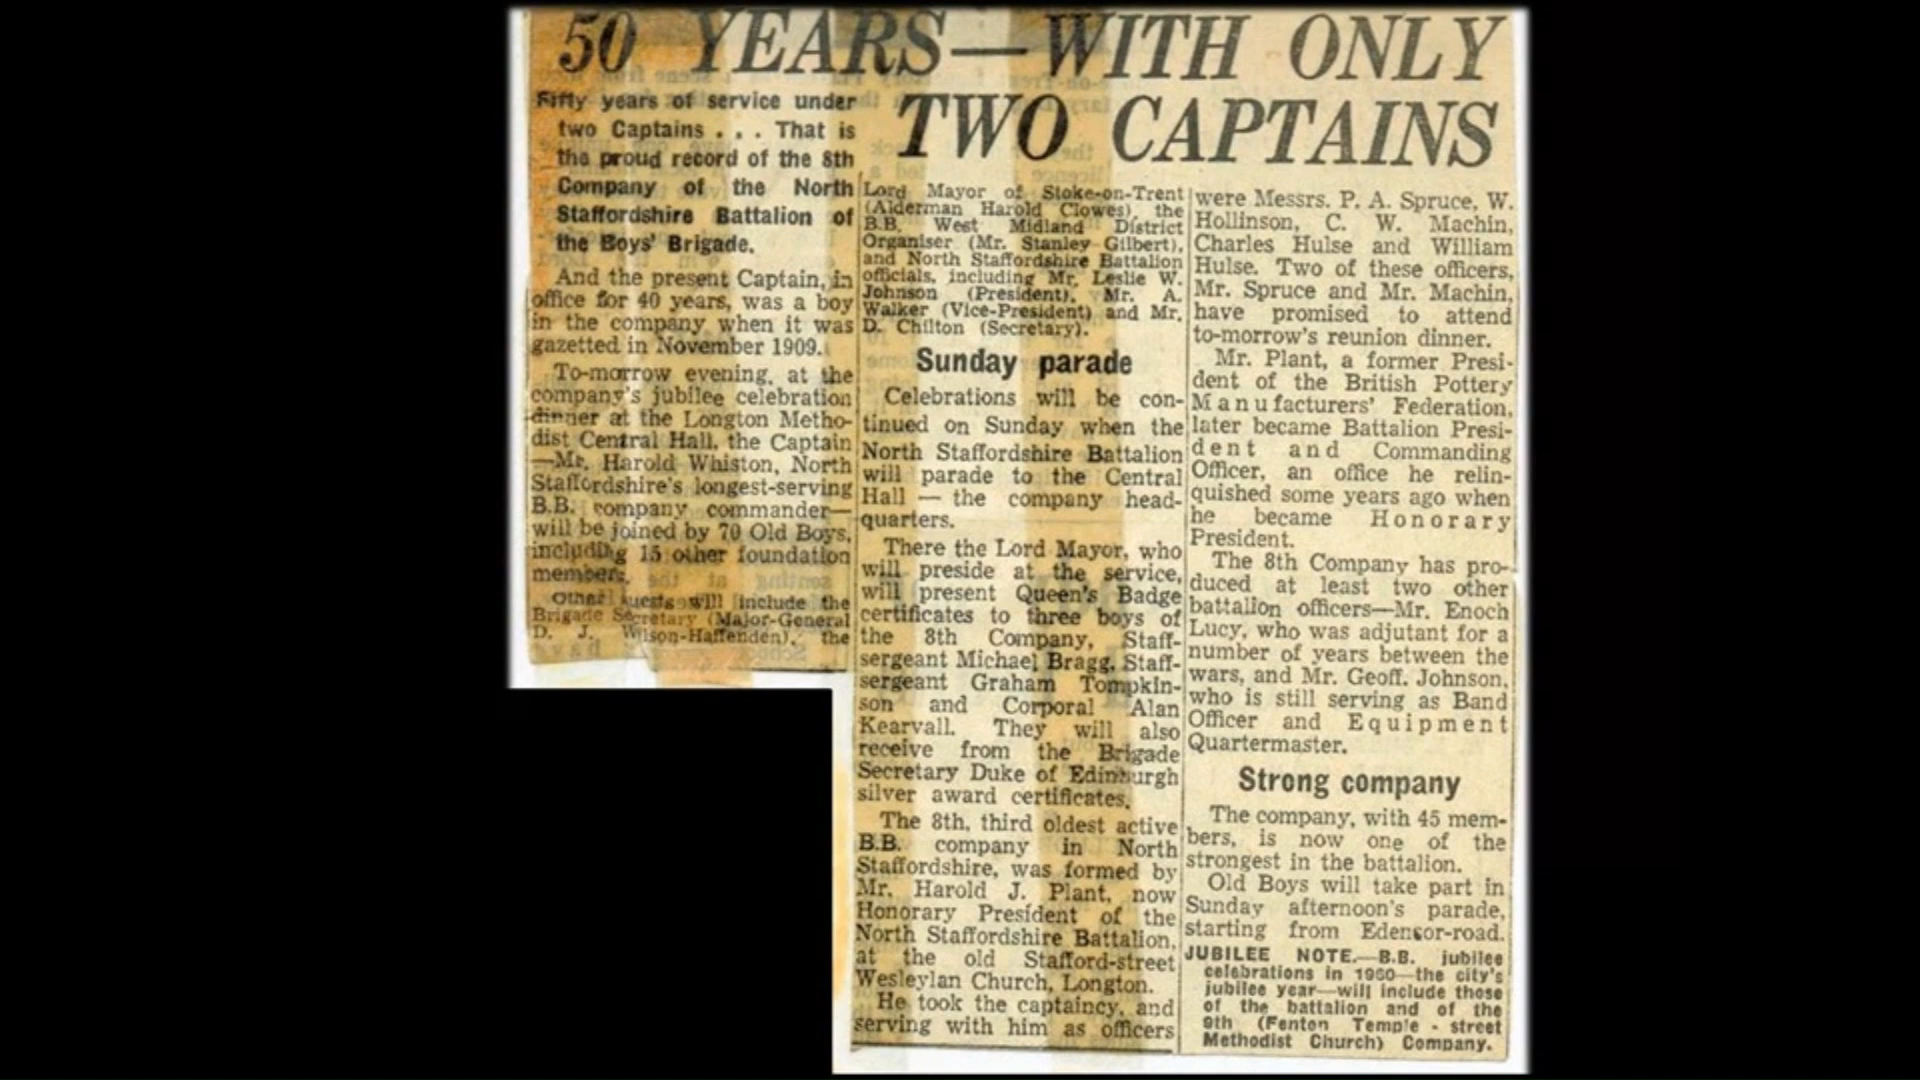 50 YEARS—WITH ONLY
TWO CAPTAINS
Fifty years of service under
two Captains . . . That is
the proud record of the 8th
Company of the North
Staffordshire Battalion of
the Boys' Brigade.
And the present Captain, in
office for 40 years, was a boy
in the company when it was
gazetted in November 1909.
To-morrow evening, at the
company's jubilee celebration
dinner at the Longton Metho-
dist Central Hall, the Captain
—Mr. Harold Whiston, North
Staffordshire's longest-serving
B.B. company commander—
will be joined by 70 Old Boys,
including 15 other foundation
members.
Other guests will include the
Brigade Secretary (Major-General
D. J. Wilson-Haffenden), the
Lord Mayor of Stoke-on-Trent
(Alderman Harold Clowes), the
B.B. West Midland District
Organiser (Mr. Stanley Gilbert),
and North Staffordshire Battalion
officials, including Mr. Leslie W.
Johnson (President), Mr. A.
Walker (Vice-President) and Mr.
D. Chilton (Secretary).
Sunday parade
Celebrations will be con-
tinued on Sunday when the
North Staffordshire Battalion
will parade to the Central
Hall — the company head-
quarters.
There the Lord Mayor, who
will preside at the service,
will present Queen's Badge
certificates to three boys of
the 8th Company, Staff-
sergeant Michael Bragg, Staff-
sergeant Graham Tompkin-
son and Corporal Alan
Kearvall. They will also
receive from the Brigade
Secretary Duke of Edinburgh
silver award certificates.
The 8th, third oldest active
B.B. company in North
Staffordshire, was formed by
Mr. Harold J. Plant, now
Honorary President of the
North Staffordshire Battalion,
at the old Stafford-street
Wesleylan Church, Longton.
He took the captaincy, and
serving with him as officers
were Messrs. P. A. Spruce, W.
Hollinson, C. W. Machin,
Charles Hulse and William
Hulse. Two of these officers,
Mr. Spruce and Mr. Machin,
have promised to attend
to-morrow's reunion dinner.
Mr. Plant, a former Presi-
dent of the British Pottery
Manufacturers' Federation,
later became Battalion Presi-
dent and Commanding
Officer, an office he relin-
quished some years ago when
he became Honorary
President.
The 8th Company has pro-
duced at least two other
battalion officers—Mr. Enoch
Lucy, who was adjutant for a
number of years between the
wars, and Mr. Geoff. Johnson,
who is still serving as Band
Officer and Equipment
Quartermaster.
Strong company
The company, with 45 mem-
bers, is now one of the
strongest in the battalion.
Old Boys will take part in
Sunday afternoon's parade,
starting from Edensor-road.
JUBILEE NOTE.—B.B. jubilee
celebrations in 1960—the city's
jubilee year—will include those
of the battalion and of the
9th (Fenton Temple - street
Methodist Church) Company.